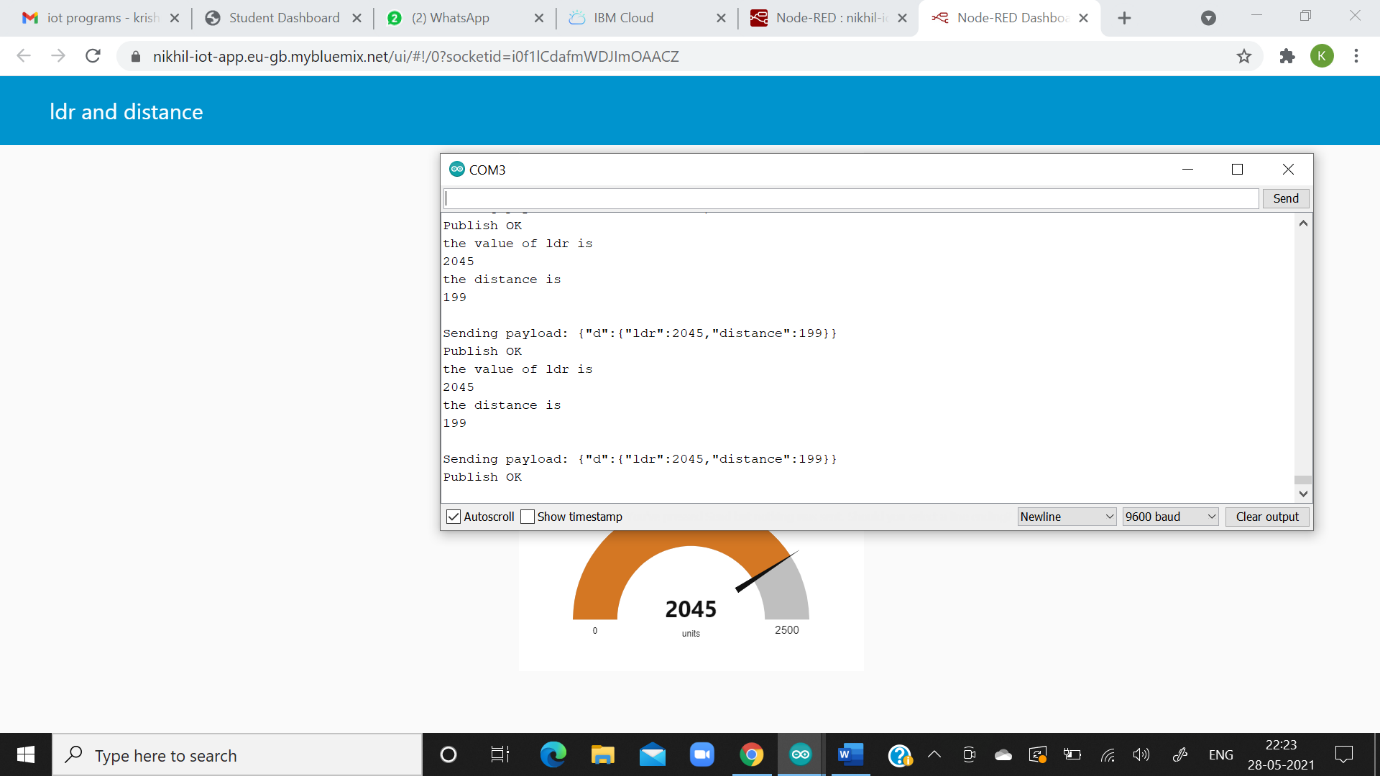 iot programs - krish
Student Dashboard
(2) WhatsApp
IBM Cloud
Node-RED : nikhil-i
Node-RED Dashbo
nikhil-iot-app.eu-gb.mybluemix.net/ui/#!/0?socketid=i0f1lCdafmWDJImOAACZ
K
ldr and distance
COM3
Send
Publish OK
the value of ldr is
2045
the distance is
199
Sending payload: {"d":{"ldr":2045,"distance":199}}
Publish OK
the value of ldr is
2045
the distance is
199
Sending payload: {"d":{"ldr":2045,"distance":199}}
Publish OK
Autoscroll
Show timestamp
Newline
9600 baud
Clear output
2045
units
0
2500
Type here to search
ENG
22:23
28-05-2021